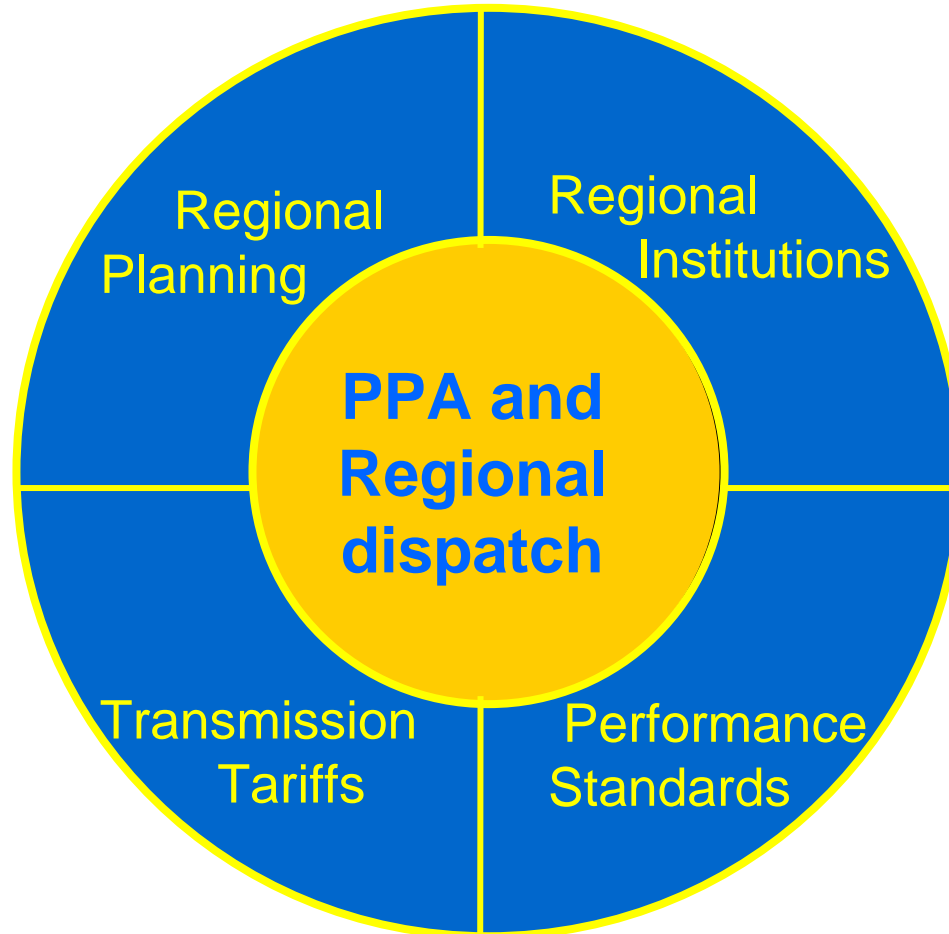 Regional
Planning
Regional
Institutions
PPA and
Regional
dispatch
Transmission
Tariffs
Performance
Standards